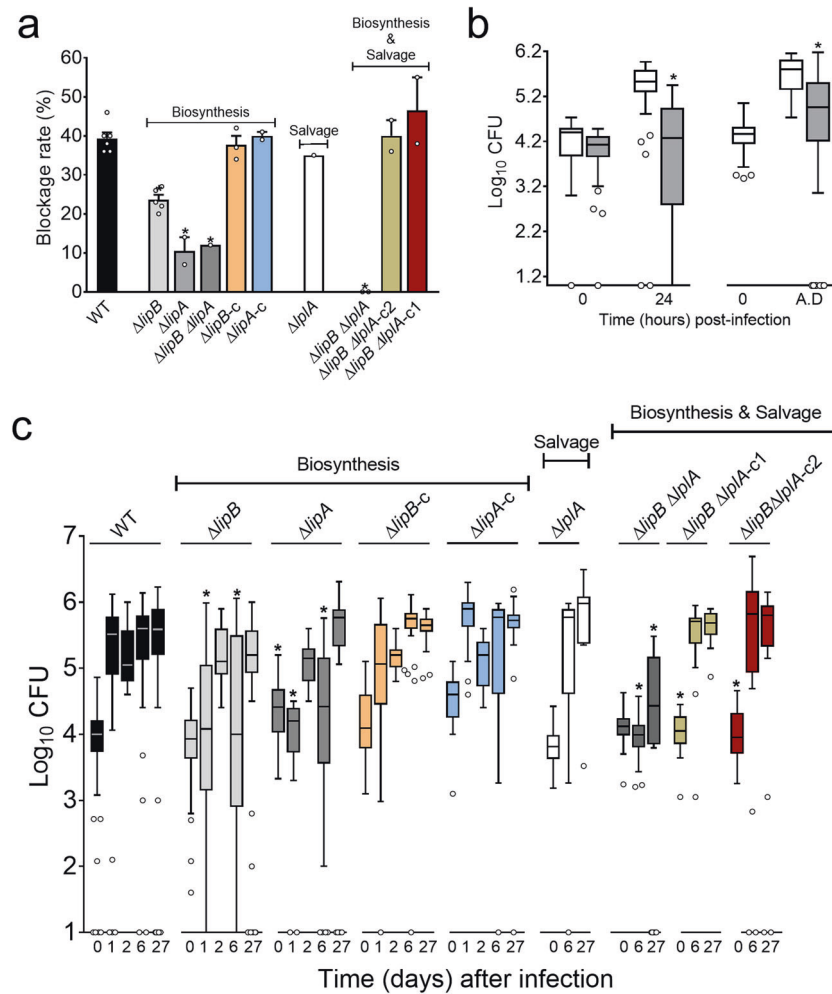 a
Blockage rate (%)
60
50
40
30
20
10
0
Biosynthesis
Salvage
Biosynthesis
&
Salvage
*
*
*
*
WT
ΔlipB
ΔlipA
ΔlipB ΔlipA
ΔlipB-c
ΔlipA-c
ΔlplA
ΔlipB ΔlplA
ΔlipB ΔlplA-c2
ΔlipB ΔlplA-c1
b
Log10 CFU
6.2
5.2
4.2
3.2
2.2
1.2
*
*
0 24 0 A.D
Time (hours) post-infection
c
Biosynthesis
Salvage
Biosynthesis & Salvage
WT
ΔlipB
ΔlipA
ΔlipB-c
ΔlipA-c
ΔlplA
ΔlipB ΔlplA
ΔlipB ΔlplA-c1
ΔlipBΔlplA-c2
Log10 CFU
7
6
5
4
3
2
1
* * * * * * * * *
0 1 2 6 27 0 1 2 6 27 0 1 2 6 27 0 1 2 6 27 0 1 2 6 27 0 6 27 0 6 27 0 6 27 0 6 27
Time (days) after infection